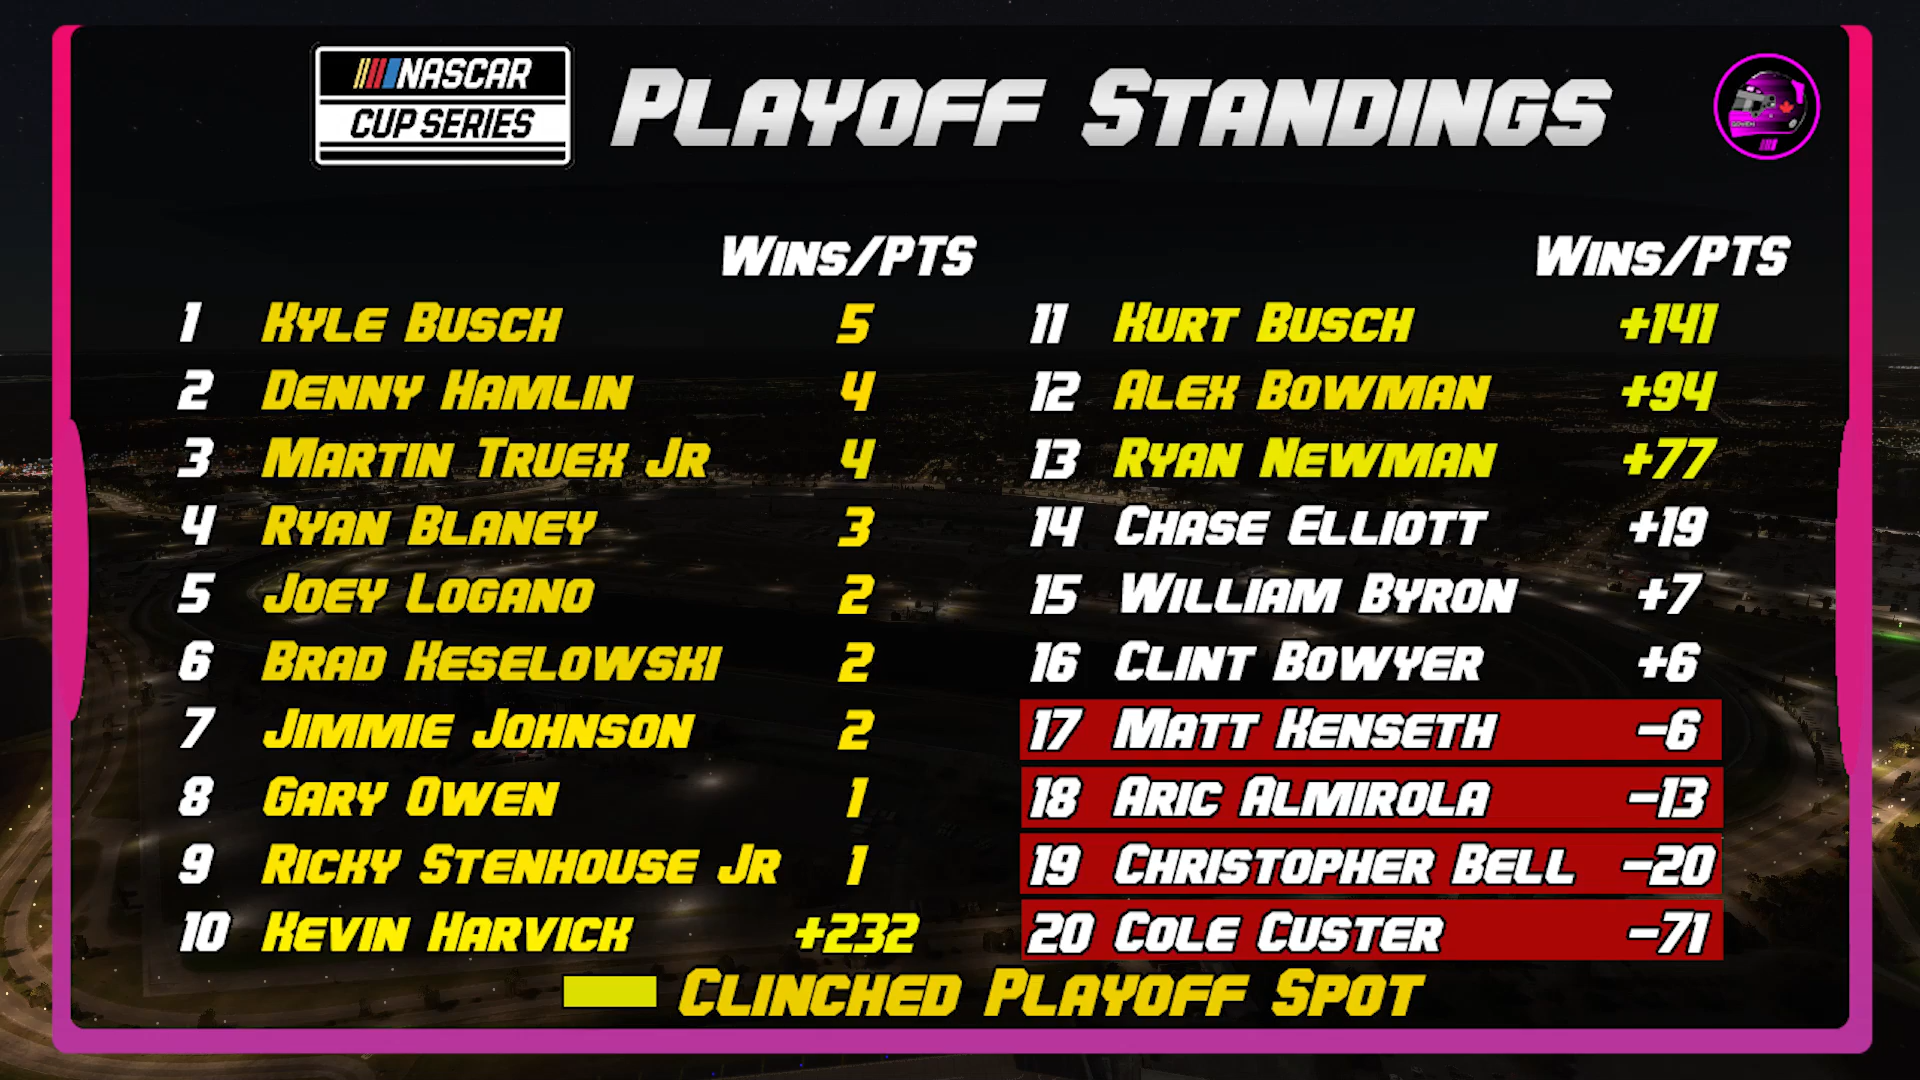 NASCAR
CUP SERIES
PLAYOFF STANDINGS
WINS/PTS
1 KYLE BUSCH 5
2 DENNY HAMLIN 4
3 MARTIN TRUEX JR 4
4 RYAN BLANEY 3
5 JOEY LOGANO 2
6 BRAD KESELOWSKI 2
7 JIMMIE JOHNSON 2
8 GARY OWEN 1
9 RICKY STENHOUSE JR 1
10 KEVIN HARVICK +232
WINS/PTS
11 KURT BUSCH +141
12 ALEX BOWMAN +94
13 RYAN NEWMAN +77
14 CHASE ELLIOTT +19
15 WILLIAM BYRON +7
16 CLINT BOWYER +6
17 MATT KENSETH -6
18 ARIC ALMIROLA -13
19 CHRISTOPHER BELL -20
20 COLE CUSTER -71
CLINCHED PLAYOFF SPOT